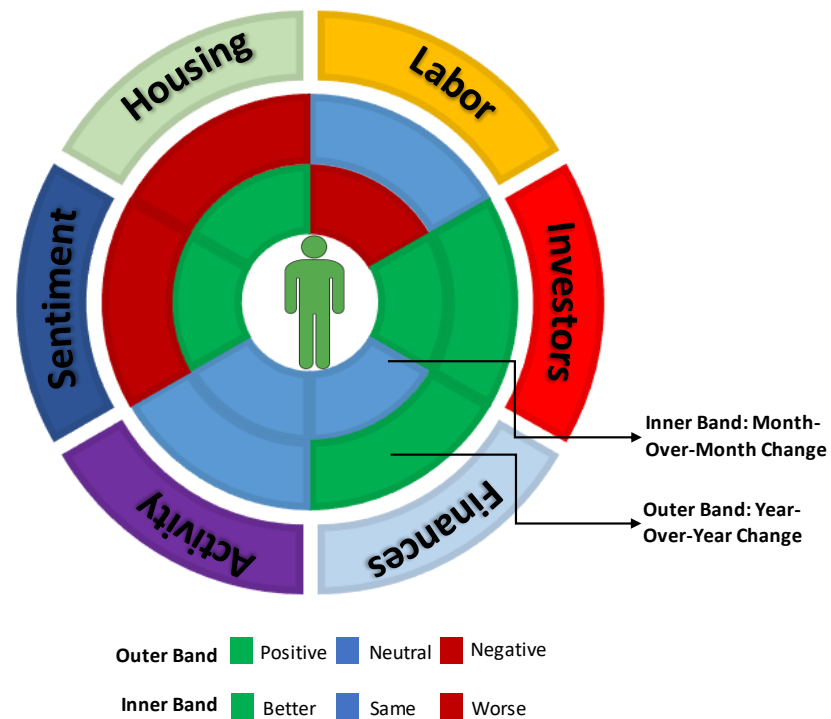 Housing
Labor
Sentiment
Investors
Activity
Finances
Inner Band: Month-
Over-Month Change
Outer Band: Year-
Over-Year Change
Outer Band Positive Neutral Negative
Inner Band Better Same Worse